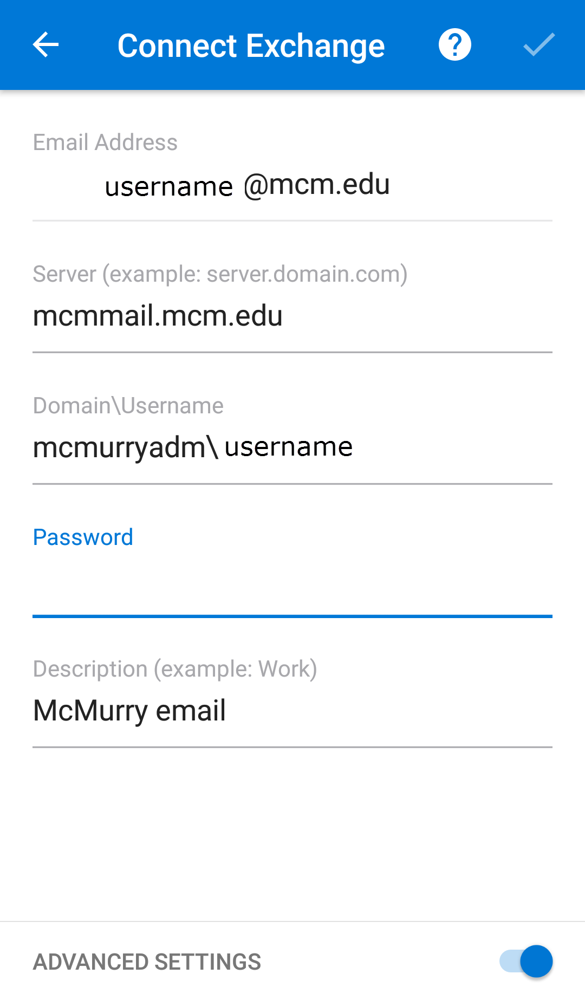 Connect Exchange
Email Address
username @mcm.edu
Server (example: server.domain.com)
mcmmail.mcm.edu
Domain\Username
mcmurryadm\ username
Password
Description (example: Work)
McMurry email
ADVANCED SETTINGS